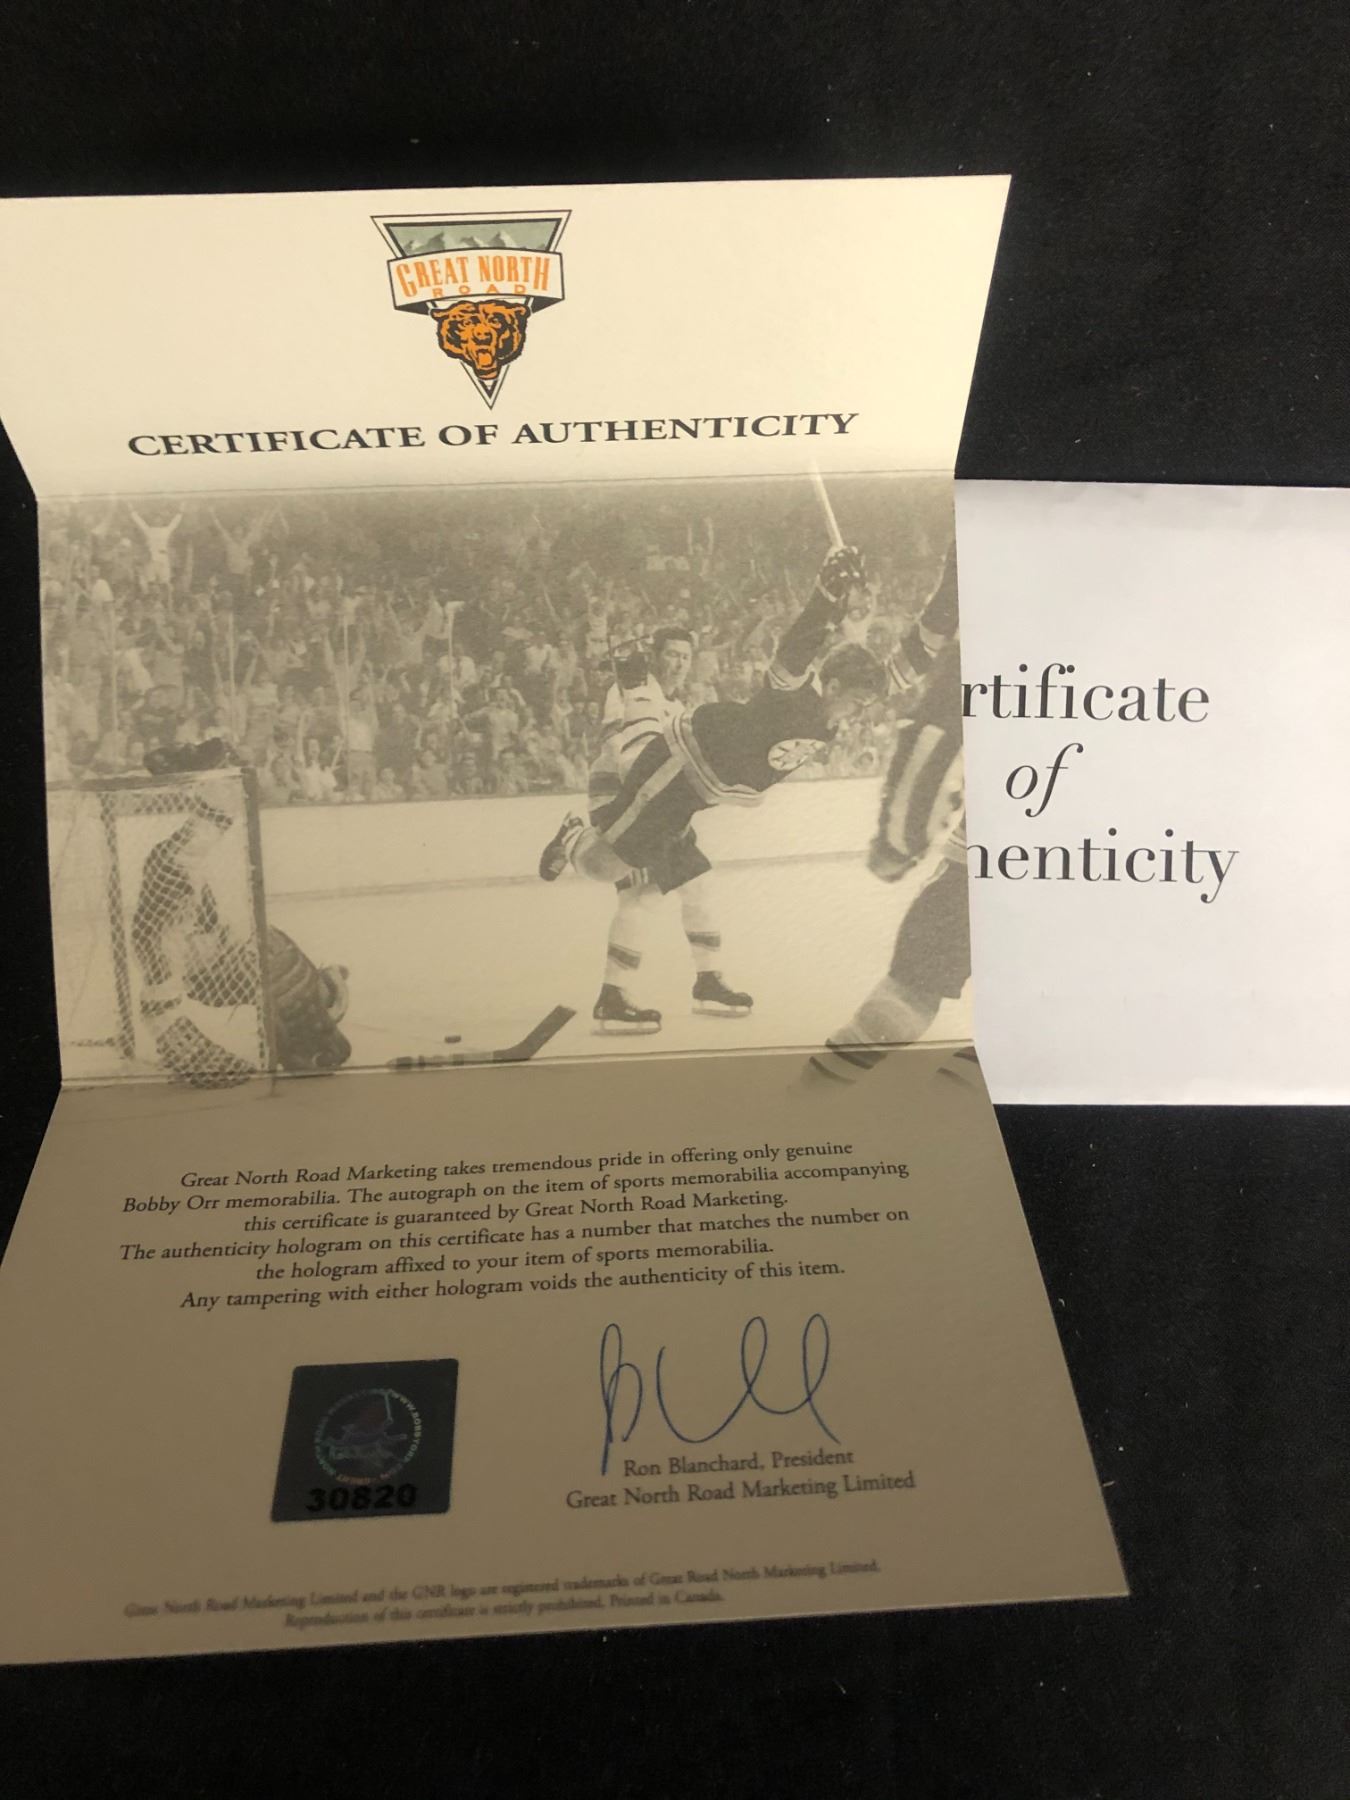 GREAT NORTH
ROAD
CERTIFICATE OF AUTHENTICITY
rtificate
of
henticity
Great North Road Marketing takes tremendous pride in offering only genuine
Bobby Orr memorabilia. The autograph on the item of sports memorabilia accompanying
this certificate is guaranteed by Great North Road Marketing.
The authenticity hologram on this certificate has a number that matches the number on
the hologram affixed to your item of sports memorabilia.
Any tampering with either hologram voids the authenticity of this item.
30820
Ron Blanchard, President
Great North Road Marketing Limited
Great North Road Marketing Limited and the GNR logo are registered trademarks of Great Road North Marketing Limited.
Reproduction of this certificate is strictly prohibited. Printed in Canada.